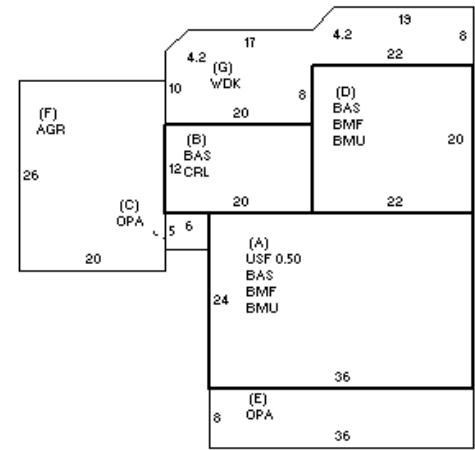 19
4.2
8
17
4.2
22
(G)
WDK
10
8
(D)
BAS
BMF
BMU
20
(F)
AGR
20
(B)
BAS
CRL
12
26
(C)
OPA
20
22
5
6
(A)
USF 0.50
BAS
BMF
BMU
20
24
36
(E)
OPA
8
36